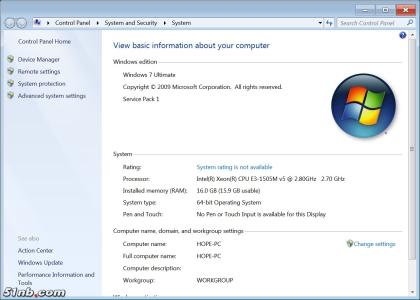 Control Panel ▸ System and Security ▸ System
Search Control Panel
Control Panel Home
Device Manager
Remote settings
System protection
Advanced system settings
See also
Action Center
Windows Update
Performance Information and
Tools
View basic information about your computer
Windows edition
Windows 7 Ultimate
Copyright © 2009 Microsoft Corporation. All rights reserved.
Service Pack 1
System
Rating: System rating is not available
Processor: Intel(R) Xeon(R) CPU E3-1505M v5 @ 2.80GHz 2.70 GHz
Installed memory (RAM): 16.0 GB (15.9 GB usable)
System type: 64-bit Operating System
Pen and Touch: No Pen or Touch Input is available for this Display
Computer name, domain, and workgroup settings
Computer name: HOPE-PC Change settings
Full computer name: HOPE-PC
Computer description:
Workgroup: WORKGROUP
51nb.com